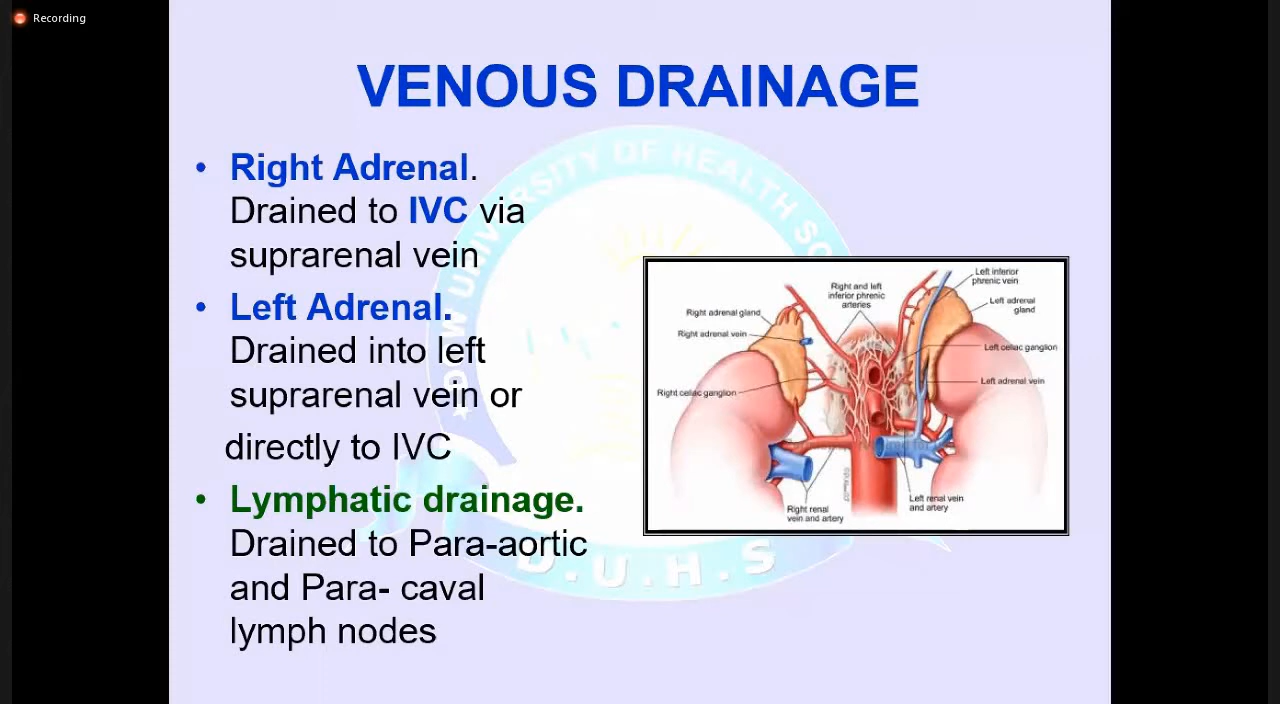 Recording
VENOUS DRAINAGE
• Right Adrenal.
Drained to IVC via
suprarenal vein
• Left Adrenal.
Drained into left
suprarenal vein or
directly to IVC
• Lymphatic drainage.
Drained to Para-aortic
and Para- caval
lymph nodes
Right and left
inferior phrenic
arteries
Left inferior
phrenic vein
Left adrenal
gland
Right adrenal gland
Right adrenal vein
Left celiac ganglion
Left adrenal vein
Right celiac ganglion
Right renal
vein and artery
Left renal vein
and artery
UNIVERSITY OF HEALTH
D.U.H.S